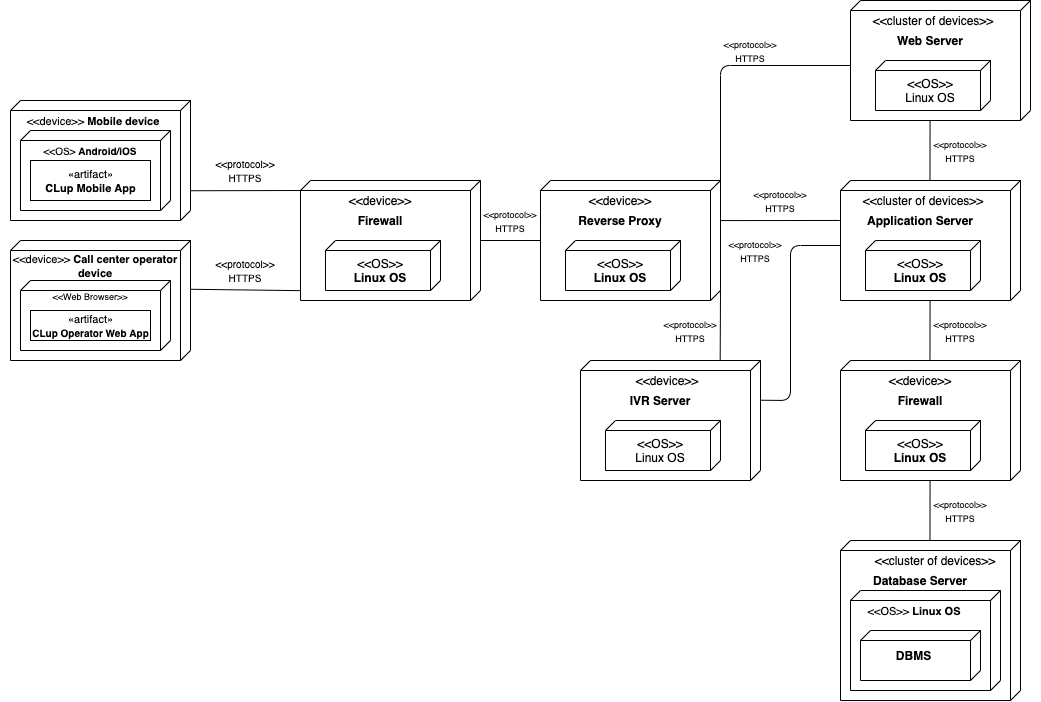 <<cluster of devices>>
Web Server
<<OS>>
Linux OS
<<protocol>>
HTTPS
<<device>> Mobile device
<<OS> Android/iOS
«artifact»
CLup Mobile App
<<protocol>>
HTTPS
<<device>> Call center operator
device
<<Web Browser>>
«artifact»
CLup Operator Web App
<<protocol>>
HTTPS
<<device>>
Firewall
<<OS>>
Linux OS
<<protocol>>
HTTPS
<<device>>
Reverse Proxy
<<OS>>
Linux OS
<<protocol>>
HTTPS
<<protocol>>
HTTPS
<<protocol>>
HTTPS
<<cluster of devices>>
Application Server
<<OS>>
Linux OS
<<protocol>>
HTTPS
<<protocol>>
HTTPS
<<device>>
IVR Server
<<OS>>
Linux OS
<<device>>
Firewall
<<OS>>
Linux OS
<<protocol>>
HTTPS
<<cluster of devices>>
Database Server
<<OS>> Linux OS
DBMS